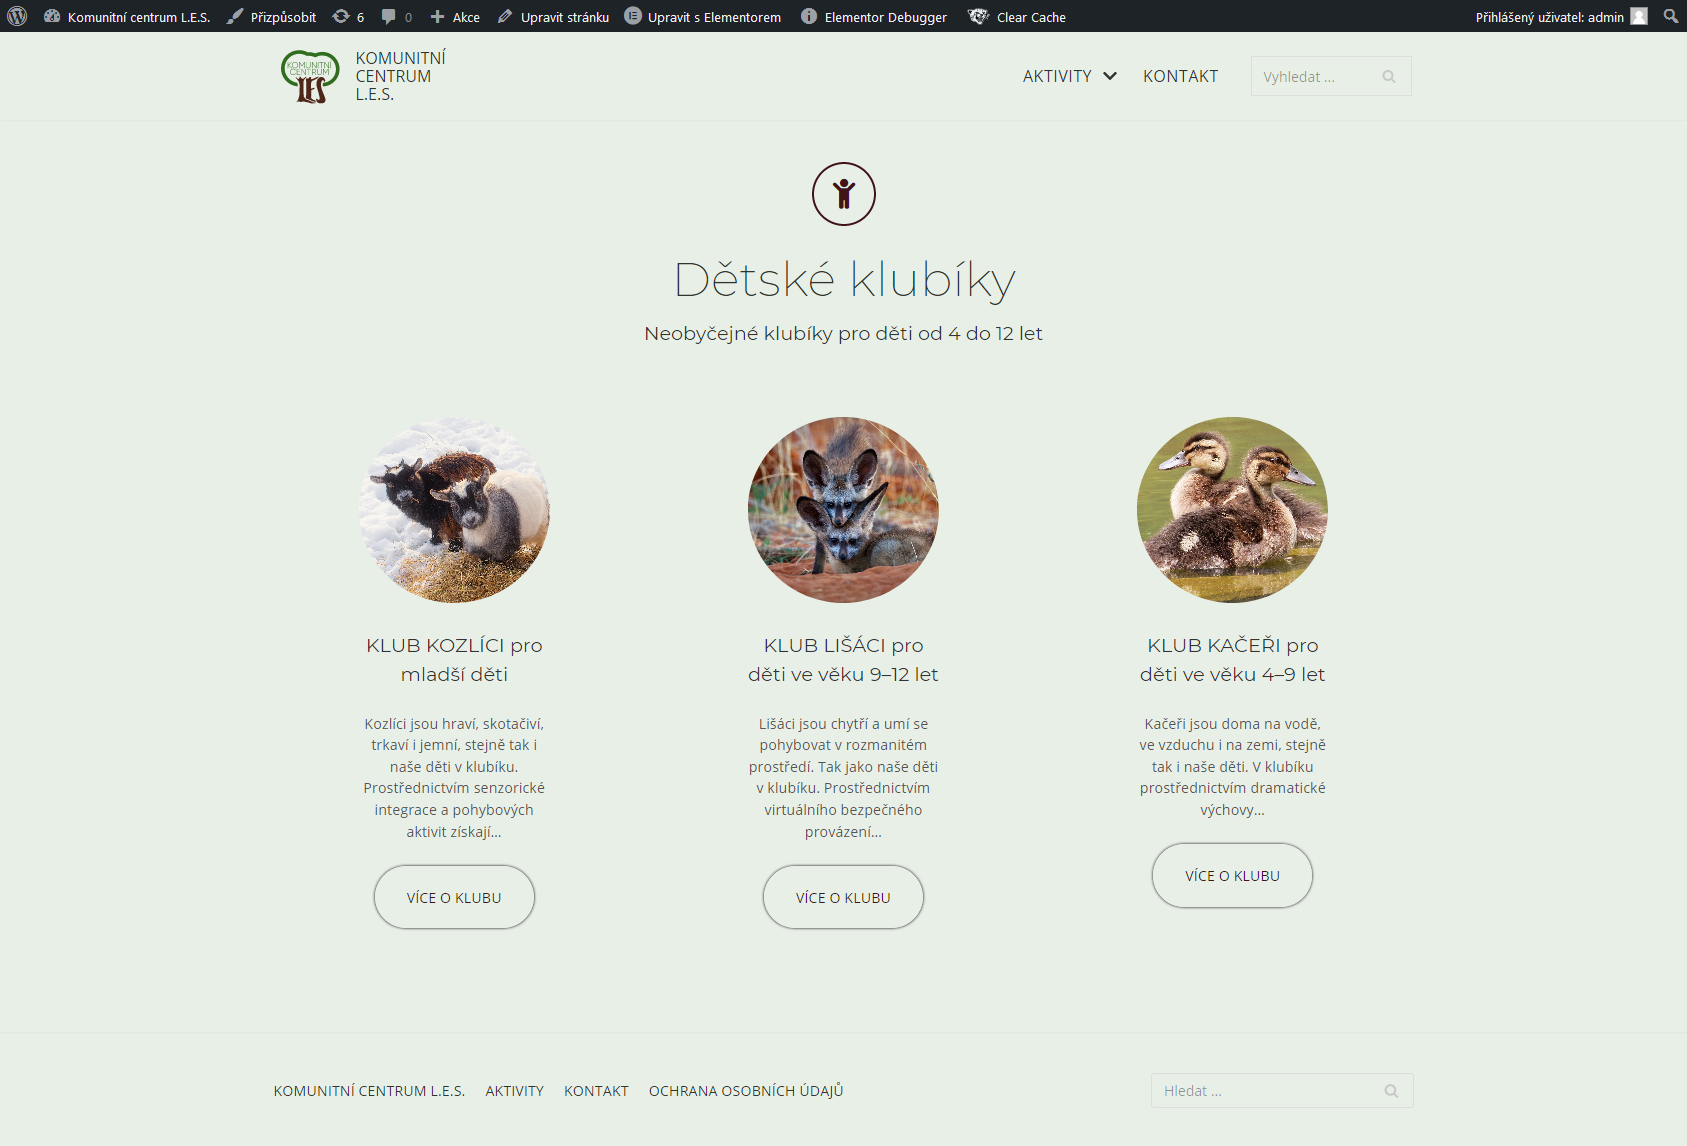 Komunitní centrum L.E.S. Přizpůsobit 6 0 Akce Upravit stránku Upravit s Elementorem Elementor Debugger Clear Cache Přihlášený uživatel: admin
KOMUNITNÍ
CENTRUM
LES
KOMUNITNÍ
CENTRUM
L.E.S.
AKTIVITY KONTAKT Vyhledat ...
Dětské klubíky
Neobyčejné klubíky pro děti od 4 do 12 let
KLUB KOZLÍCI pro
mladší děti
Kozlíci jsou hraví, skotačiví,
trkaví i jemní, stejně tak i
naše děti v klubíku.
Prostřednictvím senzorické
integrace a pohybových
aktivit získají...
VÍCE O KLUBU
KLUB LIŠÁCI pro
děti ve věku 9–12 let
Lišáci jsou chytří a umí se
pohybovat v rozmanitém
prostředí. Tak jako naše děti
v klubíku. Prostřednictvím
virtuálního bezpečného
provázení...
VÍCE O KLUBU
KLUB KAČEŘI pro
děti ve věku 4–9 let
Kačeři jsou doma na vodě,
ve vzduchu i na zemi, stejně
tak i naše děti. V klubíku
prostřednictvím dramatické
výchovy...
VÍCE O KLUBU
KOMUNITNÍ CENTRUM L.E.S. AKTIVITY KONTAKT OCHRANA OSOBNÍCH ÚDAJŮ Hledat ...